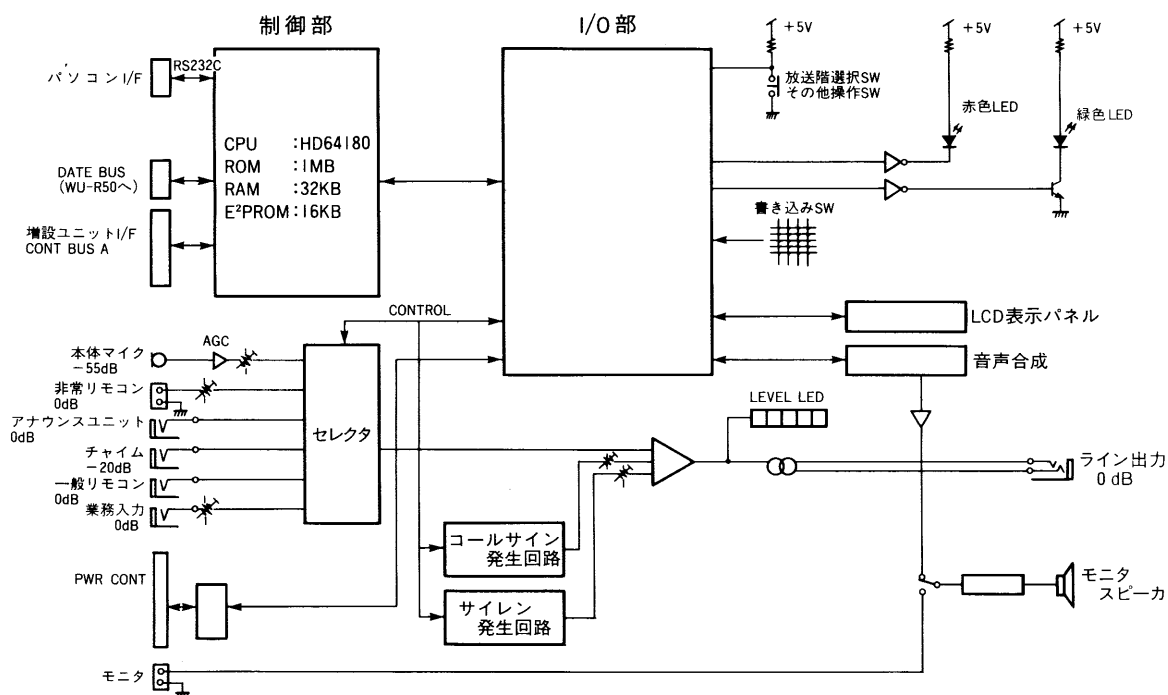 制御部
I/O部
パソコンI/F
RS232C
DATE BUS
(WU-R50へ)
増設ユニットI/F
CONT BUS A
CPU :HD64180
ROM :1MB
RAM :32KB
E²PROM :16KB
+5V
放送階選択SW
その他操作SW
+5V
赤色LED
+5V
緑色LED
書き込みSW
LCD表示パネル
音声合成
CONTROL
本体マイク
-55dB
AGC
非常リモコン
0dB
アナウンスユニット
0dB
チャイム
-20dB
一般リモコン
0dB
業務入力
0dB
セレクタ
LEVEL LED
ライン出力
0 dB
コールサイン
発生回路
サイレン
発生回路
PWR CONT
モニタ
スピーカ
モニタ